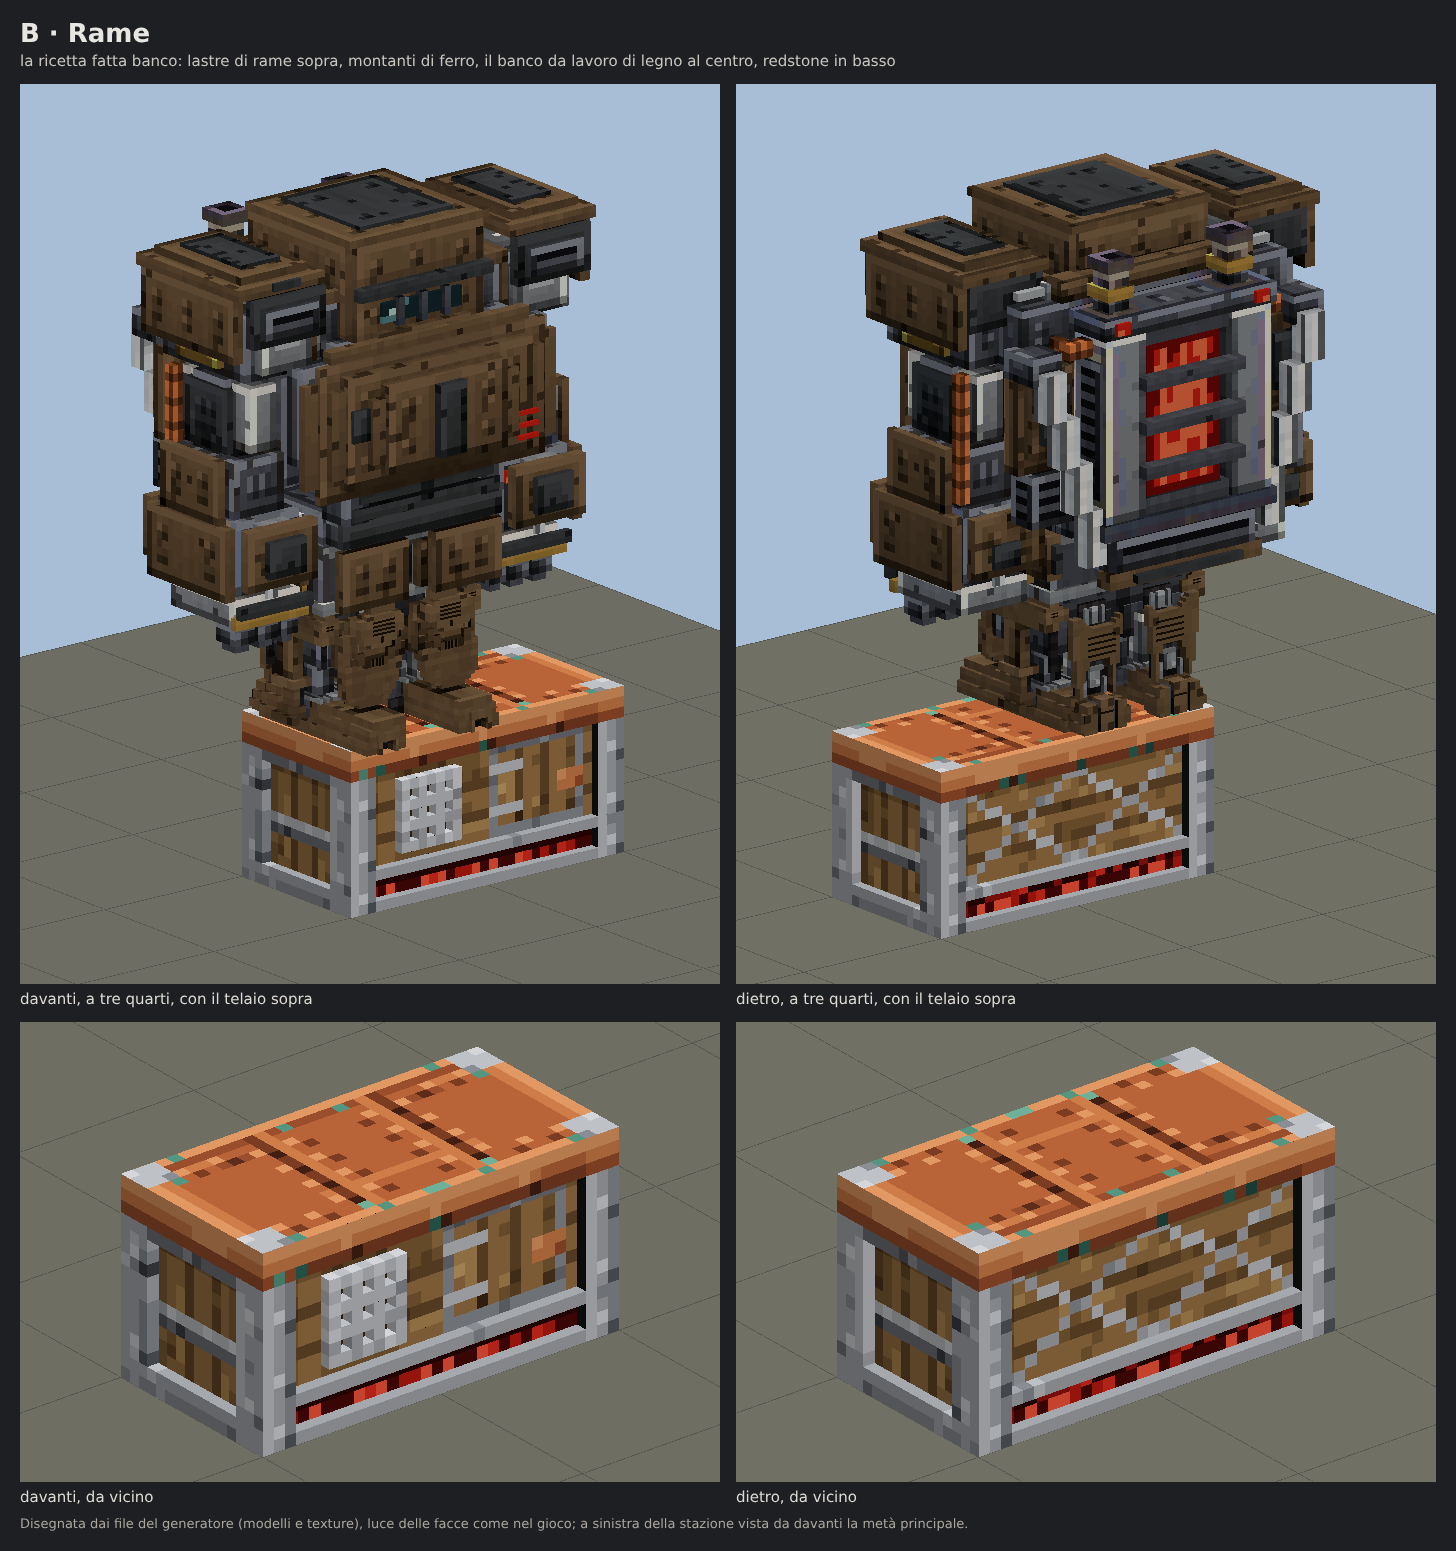 B · Rame
la ricetta fatta banco: lastre di rame sopra, montanti di ferro, il banco da lavoro di legno al centro, redstone in basso
davanti, a tre quarti, con il telaio sopra
dietro, a tre quarti, con il telaio sopra
davanti, da vicino
dietro, da vicino
Disegnata dai file del generatore (modelli e texture), luce delle facce come nel gioco; a sinistra della stazione vista da davanti la metà principale.